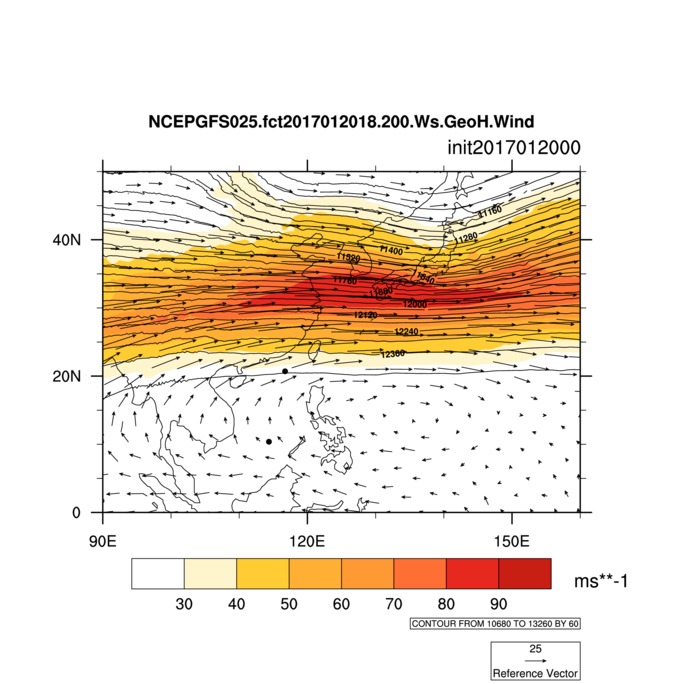 NCEPGFS025.fct2017012018.200.Ws.GeoH.Wind
init2017012000
11160
11280
40N
11400
11520
11760
11880
12000
12120
12240
12360
20N
0
90E 120E 150E
ms**-1
30 40 50 60 70 80 90
CONTOUR FROM 10680 TO 13260 BY 60
25
Reference Vector